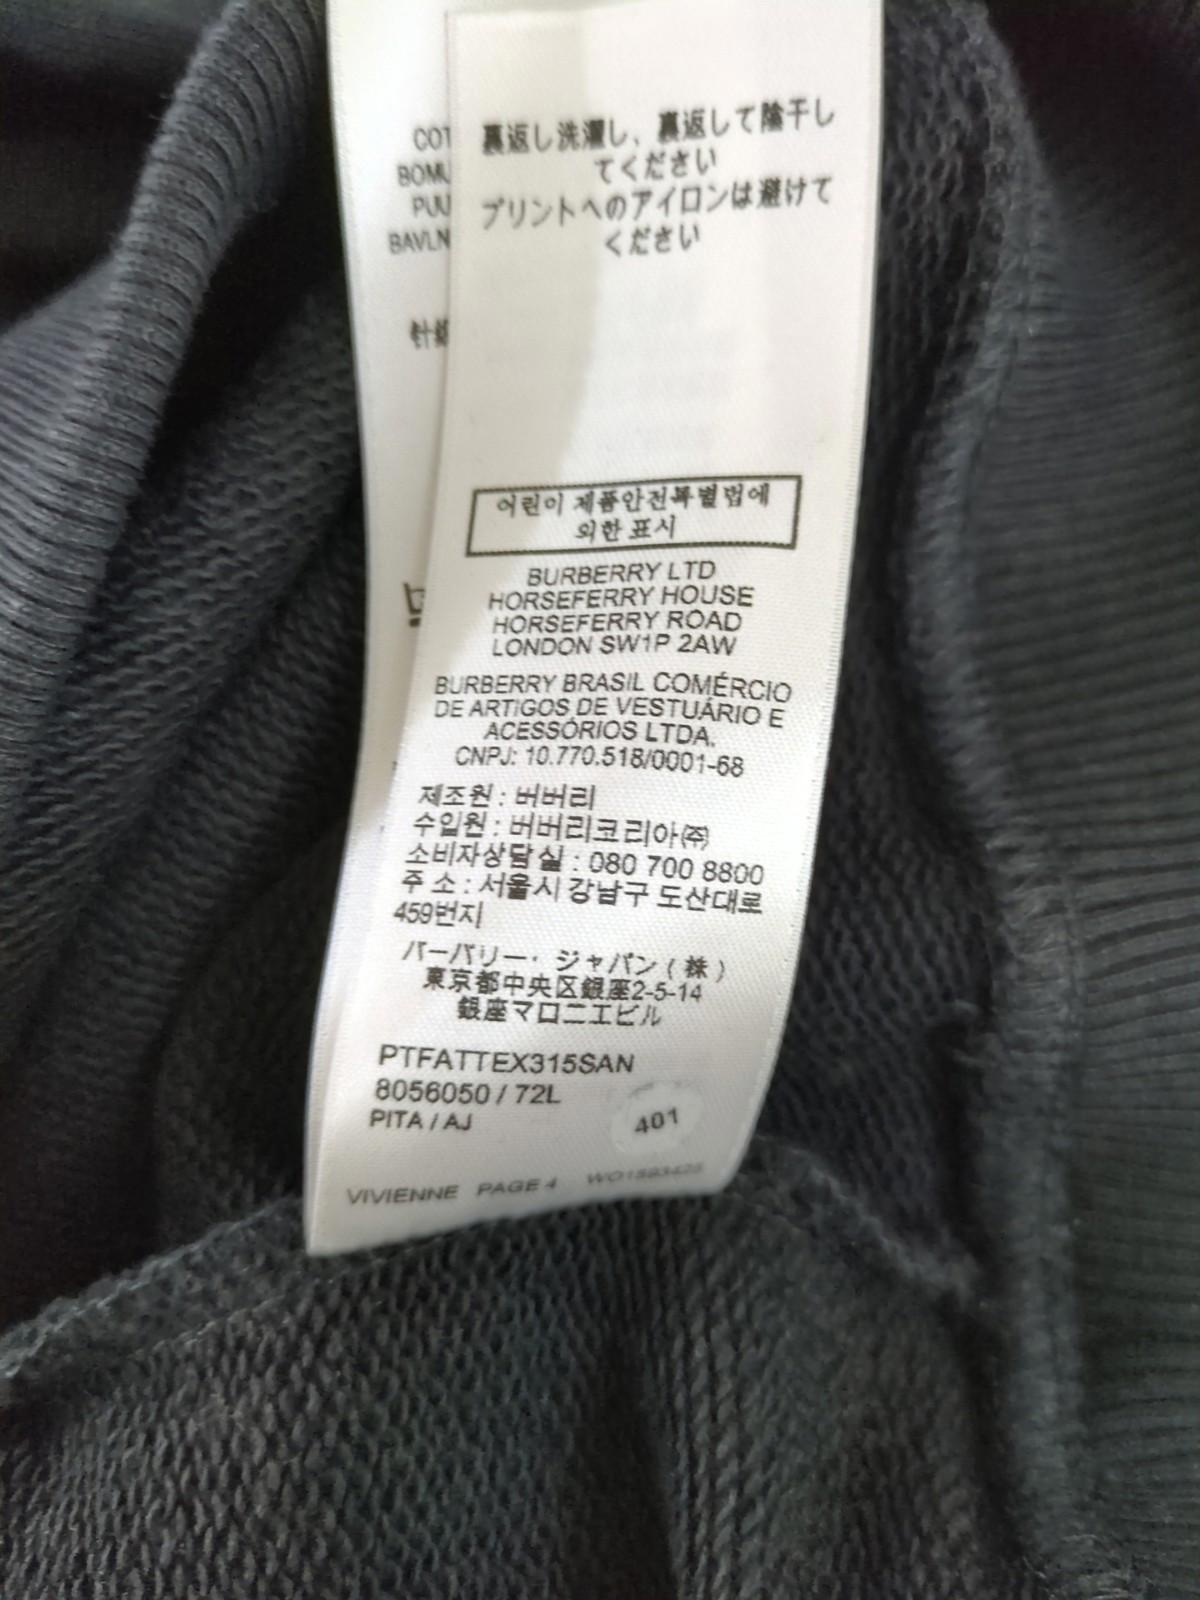 裏返し洗濯し、裏返して陰干し
てください
プリントへのアイロンは避けて
ください
어린이 제품안전특별법에
의한 표시
BURBERRY LTD
HORSEFERRY HOUSE
HORSEFERRY ROAD
LONDON SW1P 2AW
BURBERRY BRASIL COMÉRCIO
DE ARTIGOS DE VESTUÁRIO E
ACESSÓRIOS LTDA.
CNPJ: 10.770.518/0001-68
제조원 : 버버리
수입원 : 버버리코리아㈜
소비자상담실 : 080 700 8800
주 소 : 서울시 강남구 도산대로
459번지
バーバリー・ジャパン(株)
東京都中央区銀座2-5-14
銀座マロニエビル
PTFATTEX315SAN
8056050 / 72L
PITA / AJ
401
VIVIENNE PAGE 4